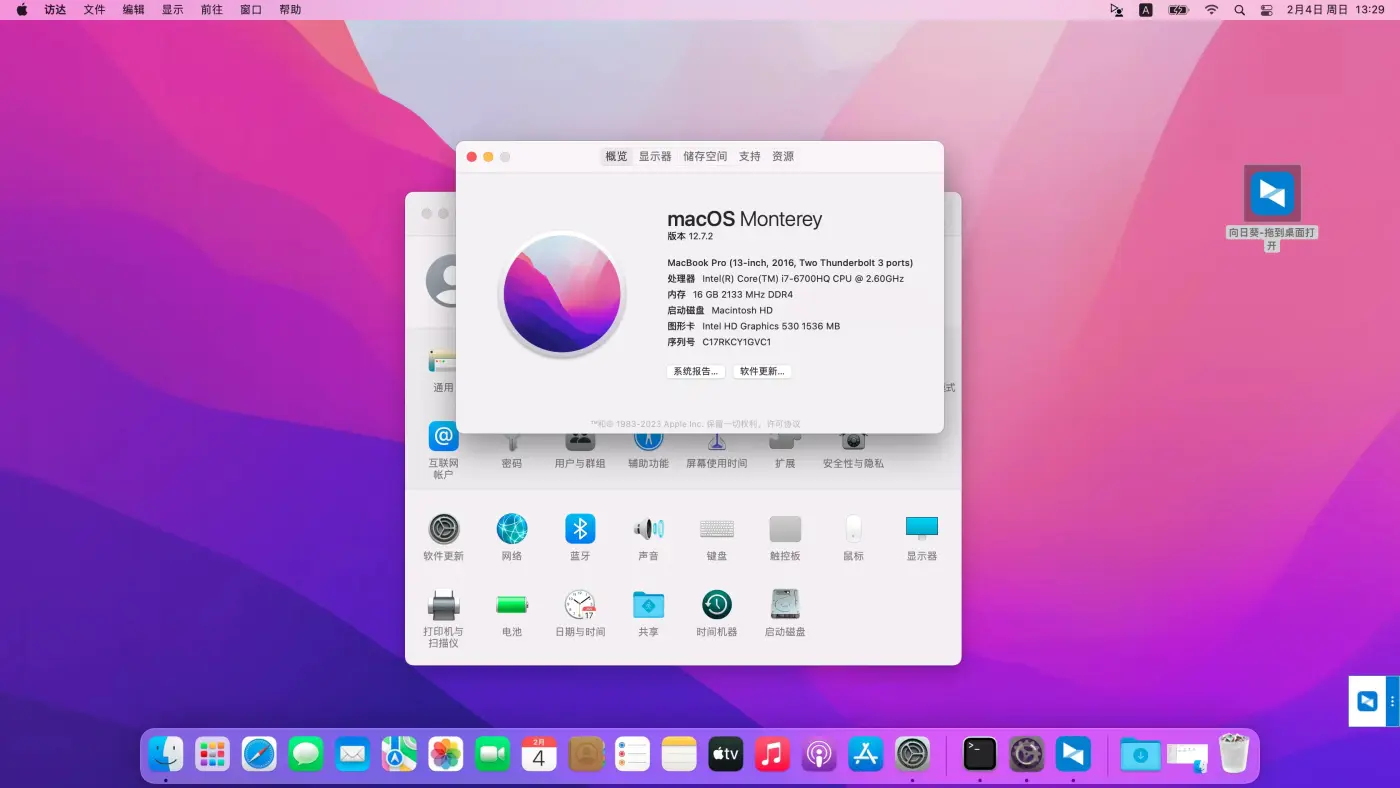 访达 文件 编辑 显示 前往 窗口 帮助
A
2月4日 周日 13:29
概览 显示器 储存空间 支持 资源
macOS Monterey
版本 12.7.2
MacBook Pro (13-inch, 2016, Two Thunderbolt 3 ports)
处理器 Intel(R) Core(TM) i7-6700HQ CPU @ 2.60GHz
内存 16 GB 2133 MHz DDR4
启动磁盘 Macintosh HD
图形卡 Intel HD Graphics 530 1536 MB
序列号 C17RKCY1GVC1
系统报告... 软件更新...
™和© 1983-2023 Apple Inc. 保留一切权利。许可协议
向日葵-拖到桌面打
开
通用
式
@
互联网
帐户
密码
用户与群组
辅助功能
屏幕使用时间
扩展
安全性与隐私
软件更新
网络
蓝牙
声音
键盘
触控板
鼠标
显示器
17
打印机与
扫描仪
电池
日期与时间
共享
时间机器
启动磁盘
2月
4
tv
>_